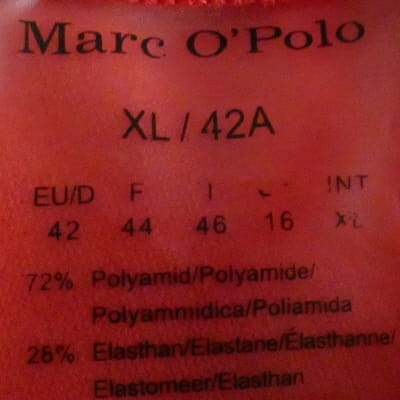 Marc O'Polo
XL / 42A
EU/D F I INT
42 44 46 16 XL
72% Polyamid/Polyamide/
Polyammidica/Poliamida
28% Elasthan/Elastane/Élasthanne/
Elastomeer/Elasthan